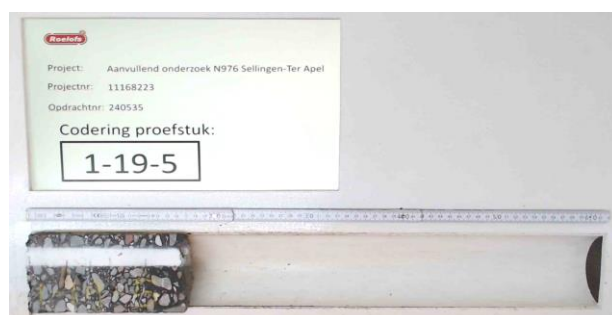 Roelofs
Project: Aanvullend onderzoek N976 Sellingen-Ter Apel
Projectnr: 11168223
Opdrachtnr: 240535
Codering proefstuk:
1-19-5